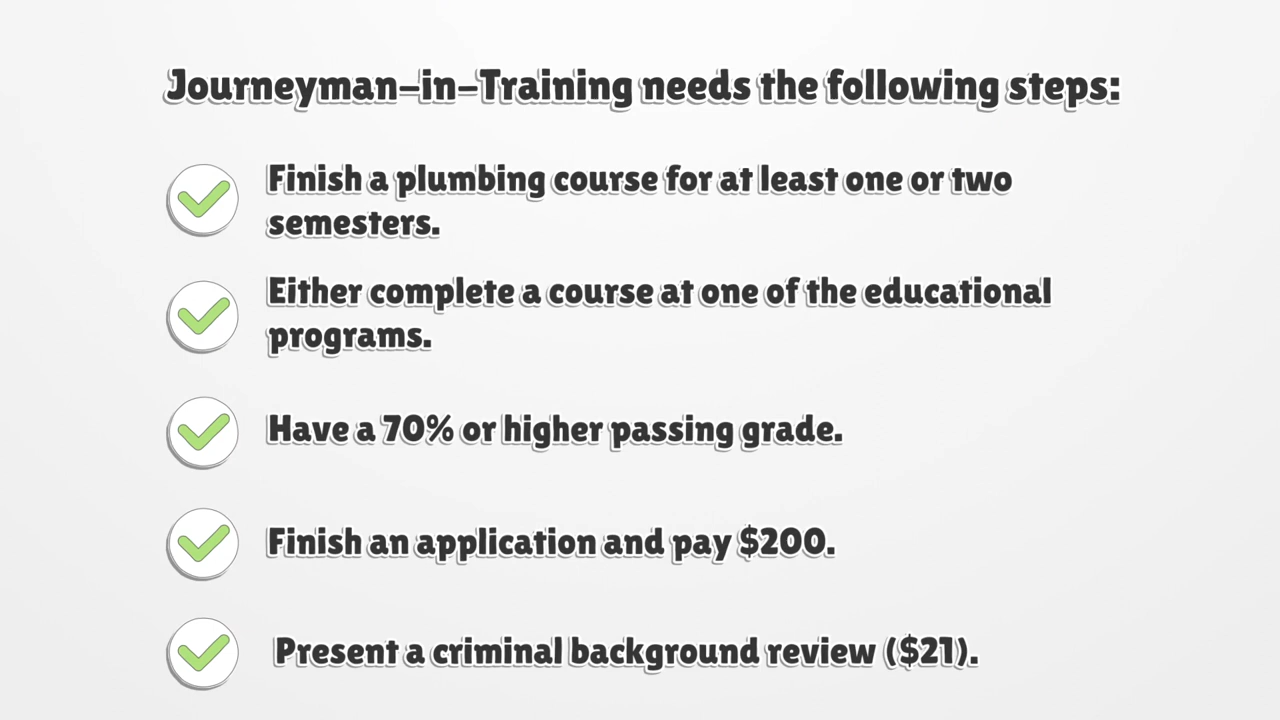 Journeyman-in-Training needs the following steps:
Finish a plumbing course for at least one or two
semesters.
Either complete a course at one of the educational
programs.
Have a 70% or higher passing grade.
Finish an application and pay $200.
Present a criminal background review ($21).